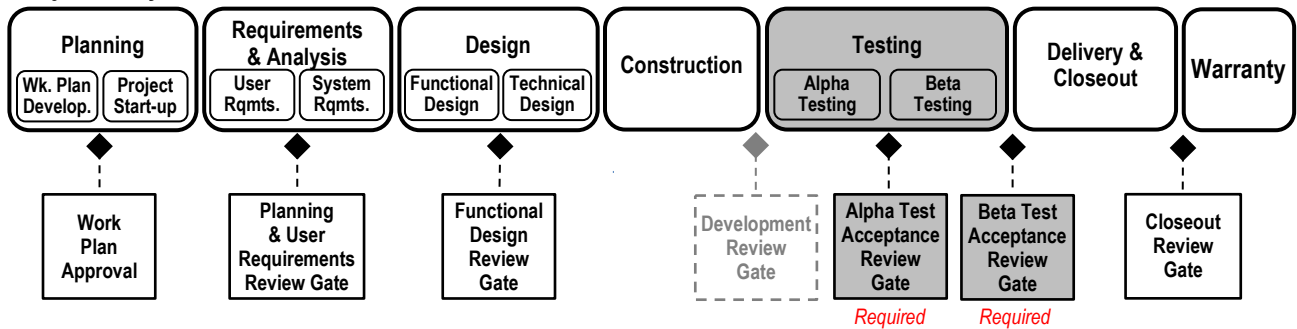 Planning
Wk. Plan
Develop.
Project
Start-up
Requirements
& Analysis
User
Rqmts.
System
Rqmts.
Design
Functional
Design
Technical
Design
Construction
Testing
Alpha
Testing
Beta
Testing
Delivery &
Closeout
Warranty
Work
Plan
Approval
Planning
& User
Requirements
Review Gate
Functional
Design
Review
Gate
Development
Review
Gate
Alpha Test
Acceptance
Review
Gate
Required
Beta Test
Acceptance
Review
Gate
Required
Closeout
Review
Gate